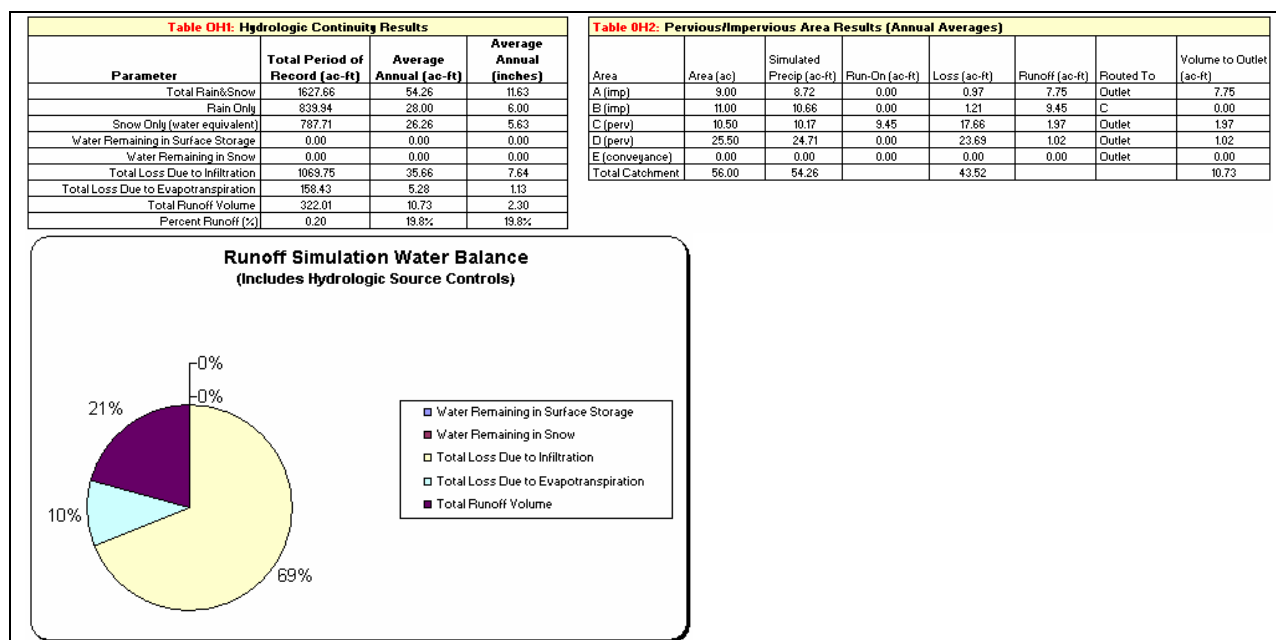 Table OH1: Hydrologic Continuity Results
Parameter Total Period of Record (ac-ft) Average Annual (ac-ft) Average Annual (inches)
Total Rain&Snow 1627.66 54.26 11.63
Rain Only 839.94 28.00 6.00
Snow Only (water equivalent) 787.71 26.26 5.63
Water Remaining in Surface Storage 0.00 0.00 0.00
Water Remaining in Snow 0.00 0.00 0.00
Total Loss Due to Infiltration 1069.75 35.66 7.64
Total Loss Due to Evapotranspiration 158.43 5.28 1.13
Total Runoff Volume 322.01 10.73 2.30
Percent Runoff (%) 0.20 19.8% 19.8%
Table 0H2: Pervious/Impervious Area Results (Annual Averages)
Area Area (ac) Simulated Precip (ac-ft) Run-On (ac-ft) Loss (ac-ft) Runoff (ac-ft) Routed To Volume to Outlet (ac-ft)
A (imp) 9.00 8.72 0.00 0.97 7.75 Outlet 7.75
B (imp) 11.00 10.66 0.00 1.21 9.45 C 0.00
C (perv) 10.50 10.17 9.45 17.66 1.97 Outlet 1.97
D (perv) 25.50 24.71 0.00 23.69 1.02 Outlet 1.02
E (conveyance) 0.00 0.00 0.00 0.00 0.00 Outlet 0.00
Total Catchment 56.00 54.26 43.52 10.73
Runoff Simulation Water Balance
(Includes Hydrologic Source Controls)
0%
0%
21%
10%
69%
Water Remaining in Surface Storage
Water Remaining in Snow
Total Loss Due to Infiltration
Total Loss Due to Evapotranspiration
Total Runoff Volume